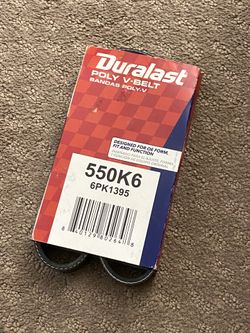 Duralast
POLY V-BELT
BANDAS POLY-V
DESIGNED FOR OE FORM,
FIT AND FUNCTION
550K6
6PK1395